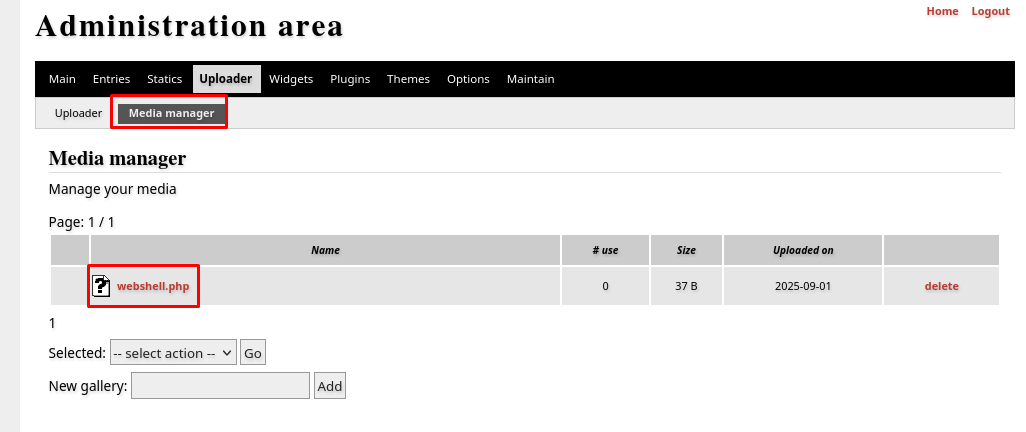 Home Logout
Administration area
Main Entries Statics Uploader Widgets Plugins Themes Options Maintain
Uploader Media manager
Media manager
Manage your media
Page: 1 / 1
Name # use Size Uploaded on
webshell.php 0 37 B 2025-09-01 delete
1
Selected: -- select action -- Go
New gallery: Add